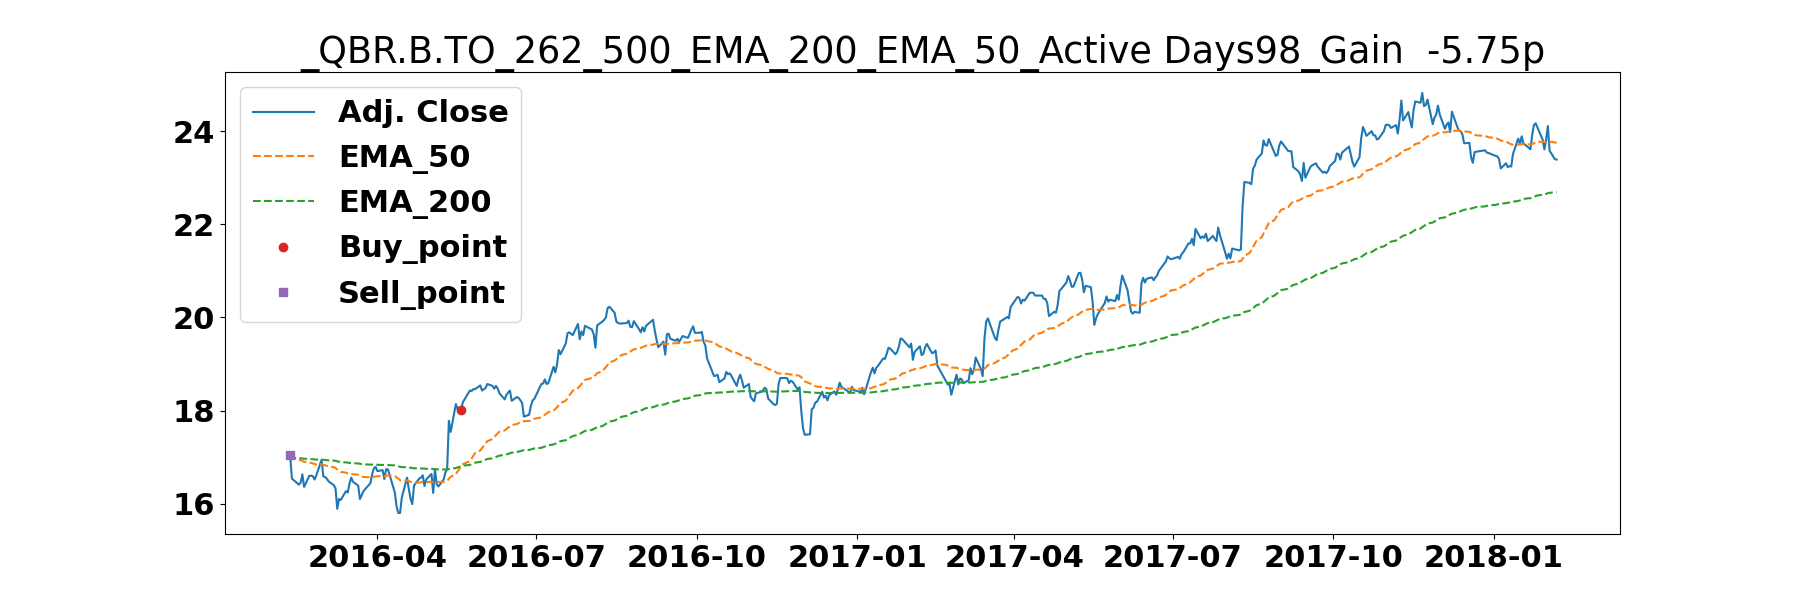 _QBR.B.TO_262_500_EMA_200_EMA_50_Active Days98_Gain  -5.75p
Adj. Close
EMA_50
EMA_200
Buy_point
Sell_point
24
22
20
18
16
2016-04 2016-07 2016-10 2017-01 2017-04 2017-07 2017-10 2018-01